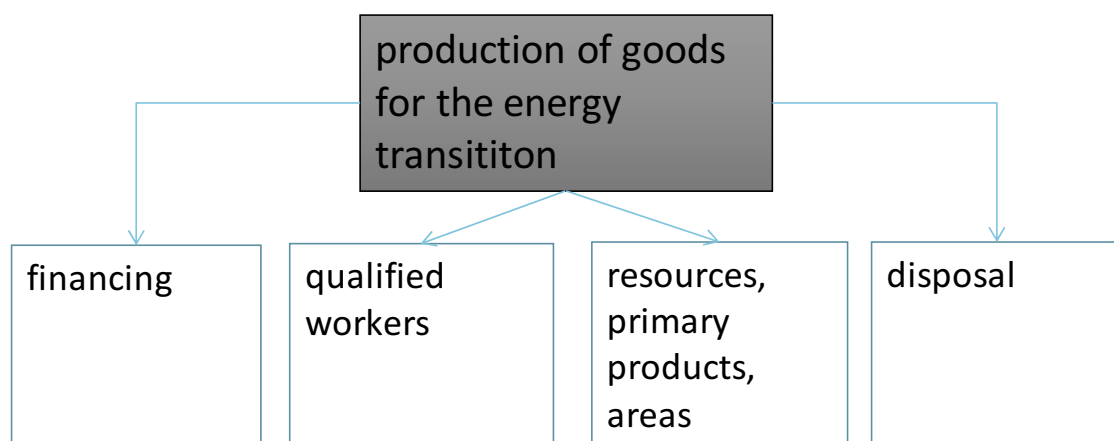 production of goods
for the energy
transititon
financing
qualified
workers
resources,
primary
products,
areas
disposal